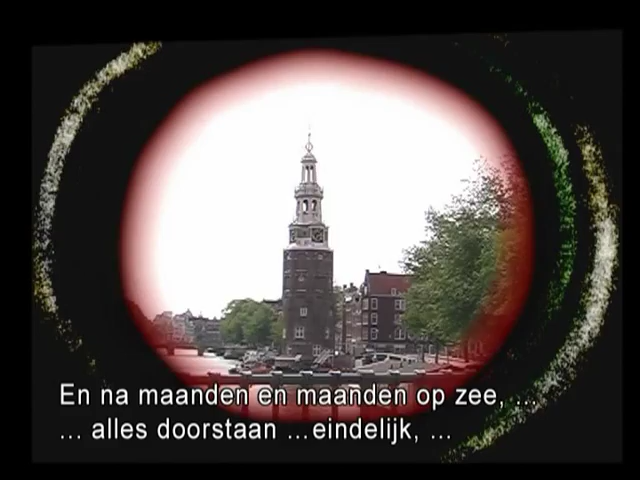 En na maanden en maanden op zee, ...
... alles doorstaan ...eindelijk, ...